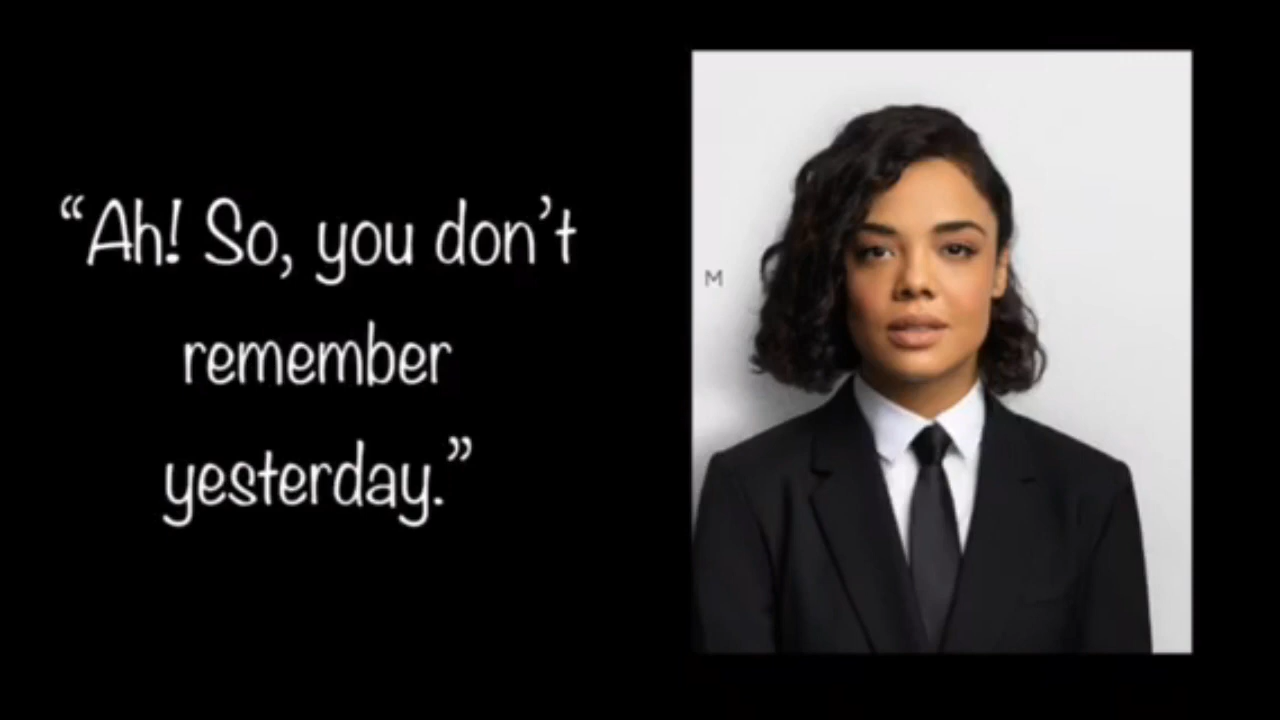 “Ah! So, you don’t
remember
yesterday.”
M